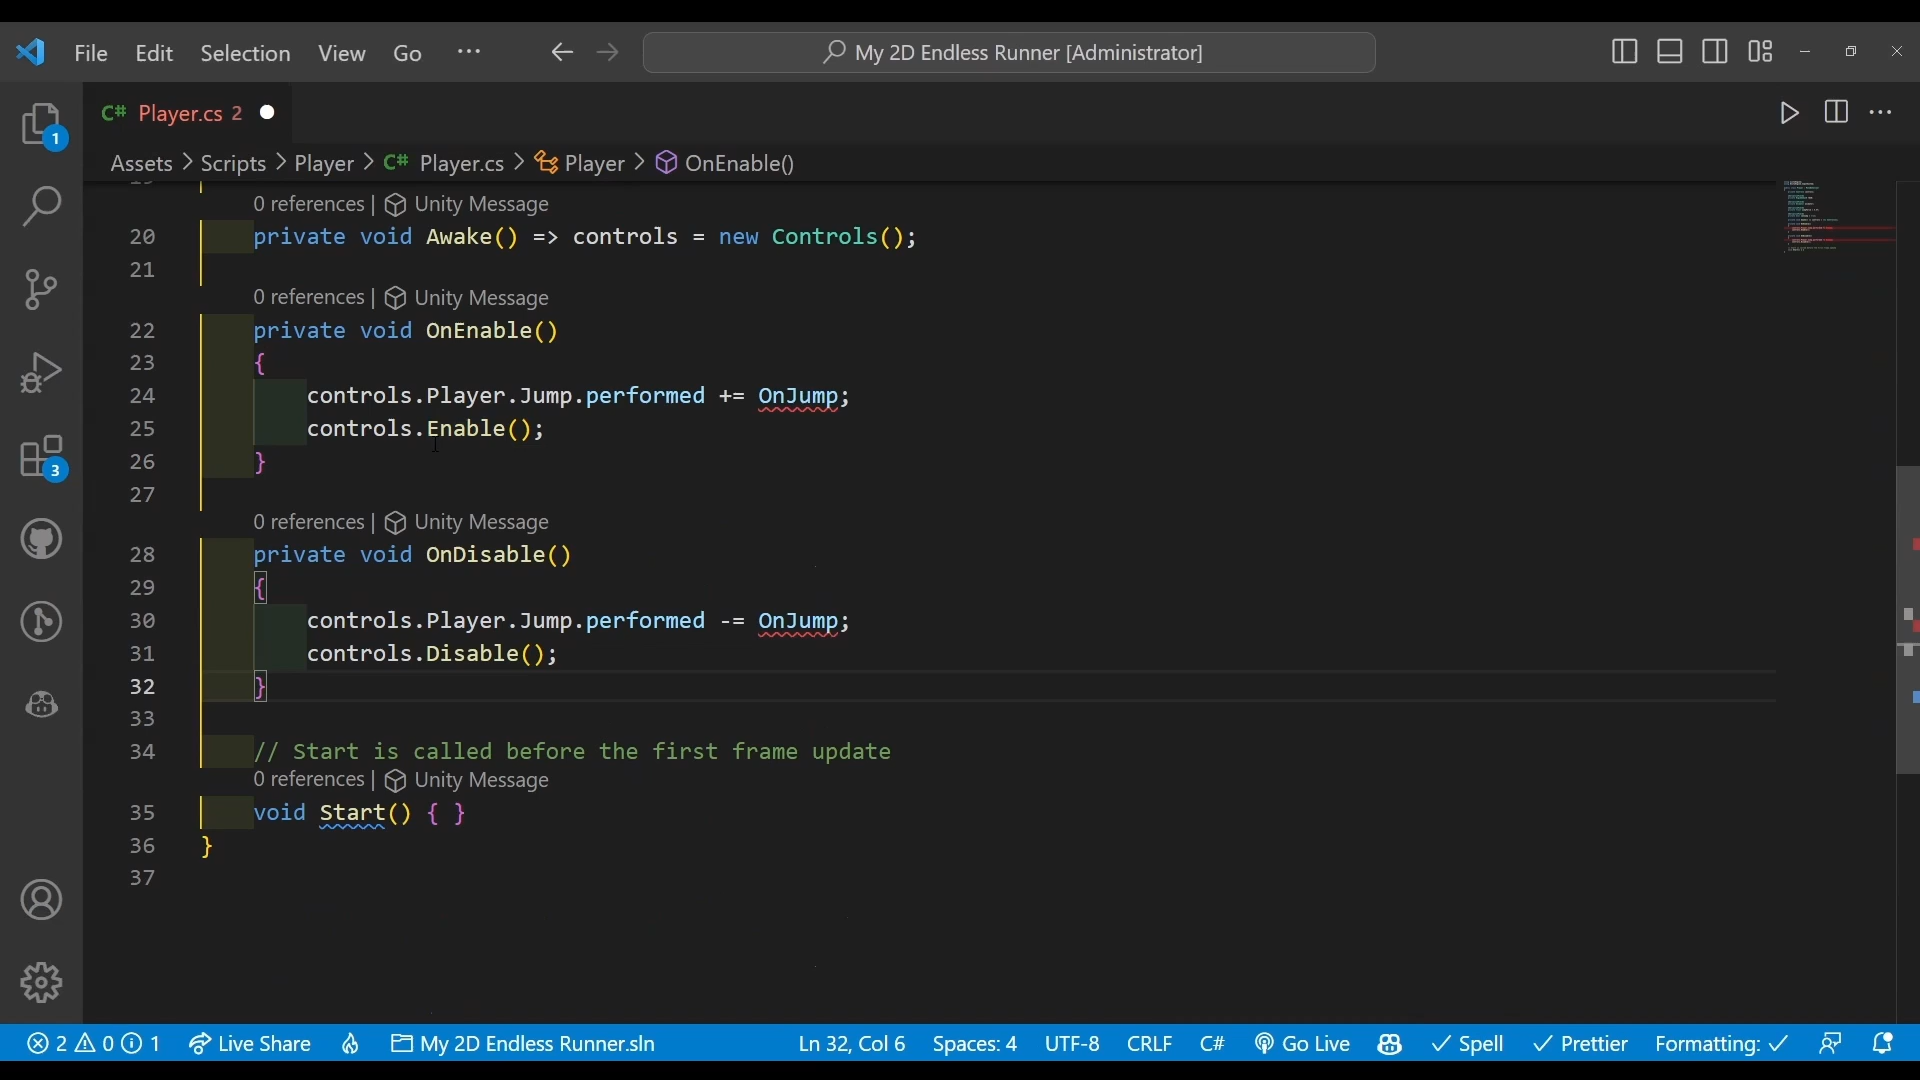 File Edit Selection View Go ··· My 2D Endless Runner [Administrator]
C# Player.cs 2
Assets > Scripts > Player > C# Player.cs > Player > OnEnable()
0 references | Unity Message
20 private void Awake() => controls = new Controls();
21
0 references | Unity Message
22 private void OnEnable()
23 {
24 controls.Player.Jump.performed += OnJump;
25 controls.Enable();
26 }
27
0 references | Unity Message
28 private void OnDisable()
29 {
30 controls.Player.Jump.performed -= OnJump;
31 controls.Disable();
32 }
33
34 // Start is called before the first frame update
0 references | Unity Message
35 void Start() { }
36 }
37
1
3
2 0 1 Live Share My 2D Endless Runner.sln Ln 32, Col 6 Spaces: 4 UTF-8 CRLF C# Go Live Spell Prettier Formatting: ✓